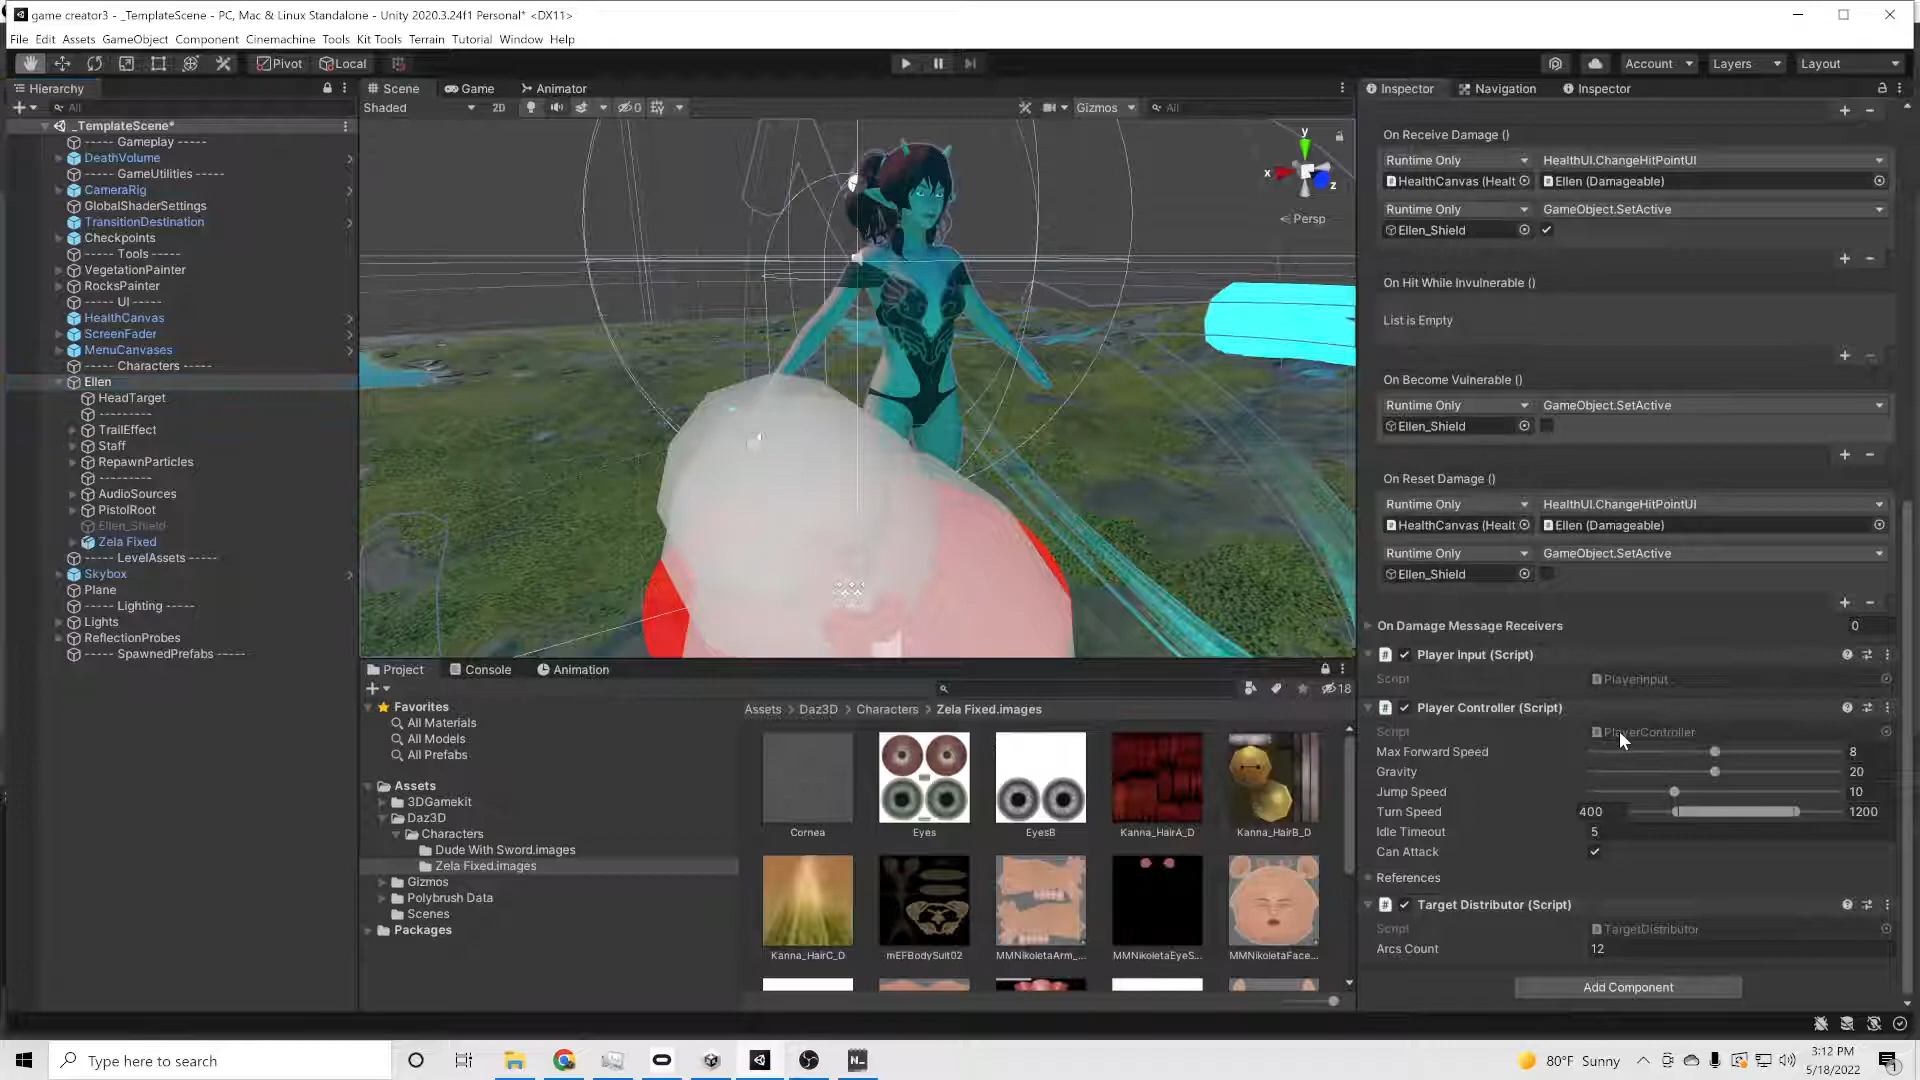 game creator3 - _TemplateScene - PC, Mac & Linux Standalone - Unity 2020.3.24f1 Personal* <DX11>
File Edit Assets GameObject Component Cinemachine Tools Kit Tools Terrain Tutorial Window Help
Pivot Local Account Layers Layout
Hierarchy
All
_TemplateScene*
----- Gameplay -----
DeathVolume
----- GameUtilities -----
CameraRig
GlobalShaderSettings
TransitionDestination
Checkpoints
----- Tools -----
VegetationPainter
RocksPainter
----- UI -----
HealthCanvas
ScreenFader
MenuCanvases
----- Characters -----
Ellen
HeadTarget
---------
TrailEffect
Staff
RepawnParticles
---------
AudioSources
PistolRoot
Ellen_Shield
Zela Fixed
----- LevelAssets -----
Skybox
Plane
----- Lighting -----
Lights
ReflectionProbes
----- SpawnedPrefabs -----
Scene Game Animator
Shaded 2D 0 Gizmos All
y
x
z
Persp
Project Console Animation
18
Favorites
All Materials
All Models
All Prefabs
Assets
3DGamekit
Daz3D
Characters
Dude With Sword.images
Zela Fixed.images
Gizmos
Polybrush Data
Scenes
Packages
Assets > Daz3D > Characters > Zela Fixed.images
Cornea Eyes EyesB Kanna_HairA_D Kanna_HairB_D
Kanna_HairC_D mEFBodySuit02 MMNikoletaArm_... MMNikoletaEyeS... MMNikoletaFace...
Inspector Navigation Inspector
On Receive Damage ()
Runtime Only HealthUI.ChangeHitPointUI
HealthCanvas (Healt Ellen (Damageable)
Runtime Only GameObject.SetActive
Ellen_Shield
On Hit While Invulnerable ()
List is Empty
On Become Vulnerable ()
Runtime Only GameObject.SetActive
Ellen_Shield
On Reset Damage ()
Runtime Only HealthUI.ChangeHitPointUI
HealthCanvas (Healt Ellen (Damageable)
Runtime Only GameObject.SetActive
Ellen_Shield
On Damage Message Receivers 0
Player Input (Script)
Script PlayerInput
Player Controller (Script)
Script PlayerController
Max Forward Speed 8
Gravity 20
Jump Speed 10
Turn Speed 400 1200
Idle Timeout 5
Can Attack
References
Target Distributor (Script)
Script TargetDistributor
Arcs Count 12
Add Component
Type here to search
80°F Sunny
3:12 PM
5/18/2022
1